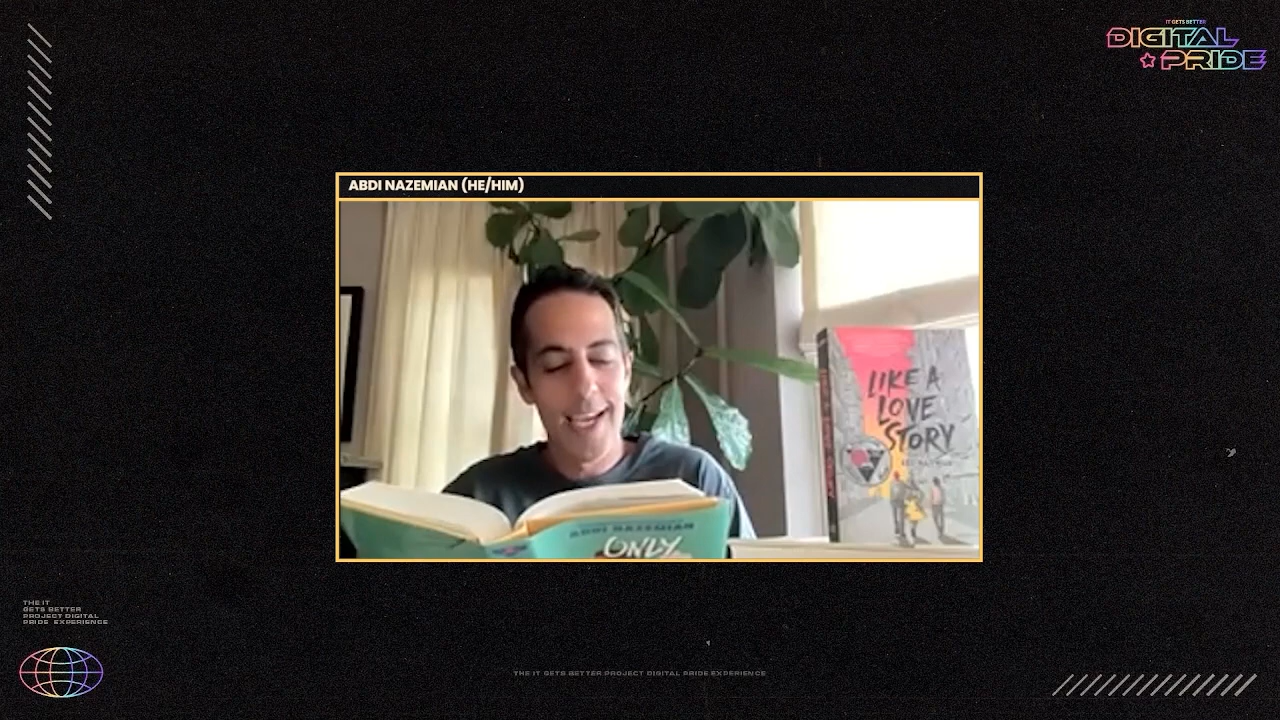 IT GETS BETTER
DIGITAL
PRIDE
ABDI NAZEMIAN (HE/HIM)
LIKE A
LOVE
STORY
ABDI NAZEMIAN
ONLY
THE IT
GETS BETTER
PROJECT DIGITAL
PRIDE EXPERIENCE
THE IT GETS BETTER PROJECT DIGITAL PRIDE EXPERIENCE